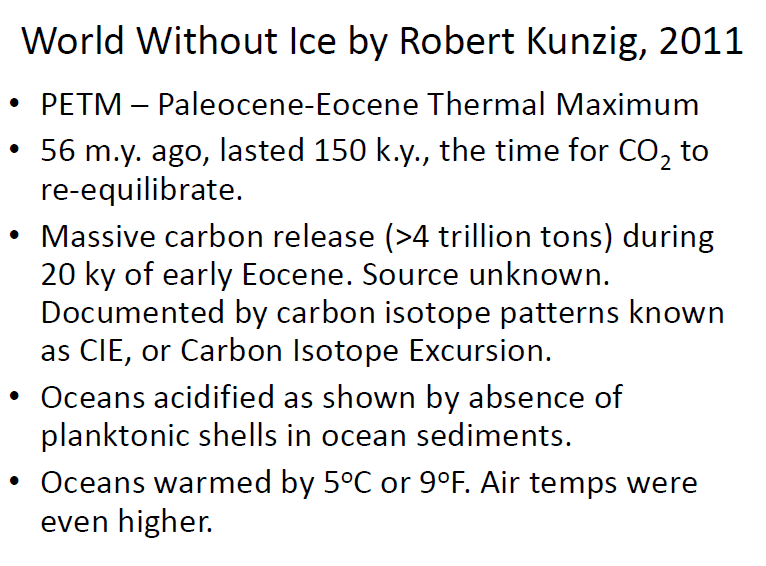 World Without Ice by Robert Kunzig, 2011
• PETM – Paleocene-Eocene Thermal Maximum
• 56 m.y. ago, lasted 150 k.y., the time for CO₂ to
re-equilibrate.
• Massive carbon release (>4 trillion tons) during
20 ky of early Eocene. Source unknown.
Documented by carbon isotope patterns known
as CIE, or Carbon Isotope Excursion.
• Oceans acidified as shown by absence of
planktonic shells in ocean sediments.
• Oceans warmed by 5ᵒC or 9ᵒF. Air temps were
even higher.